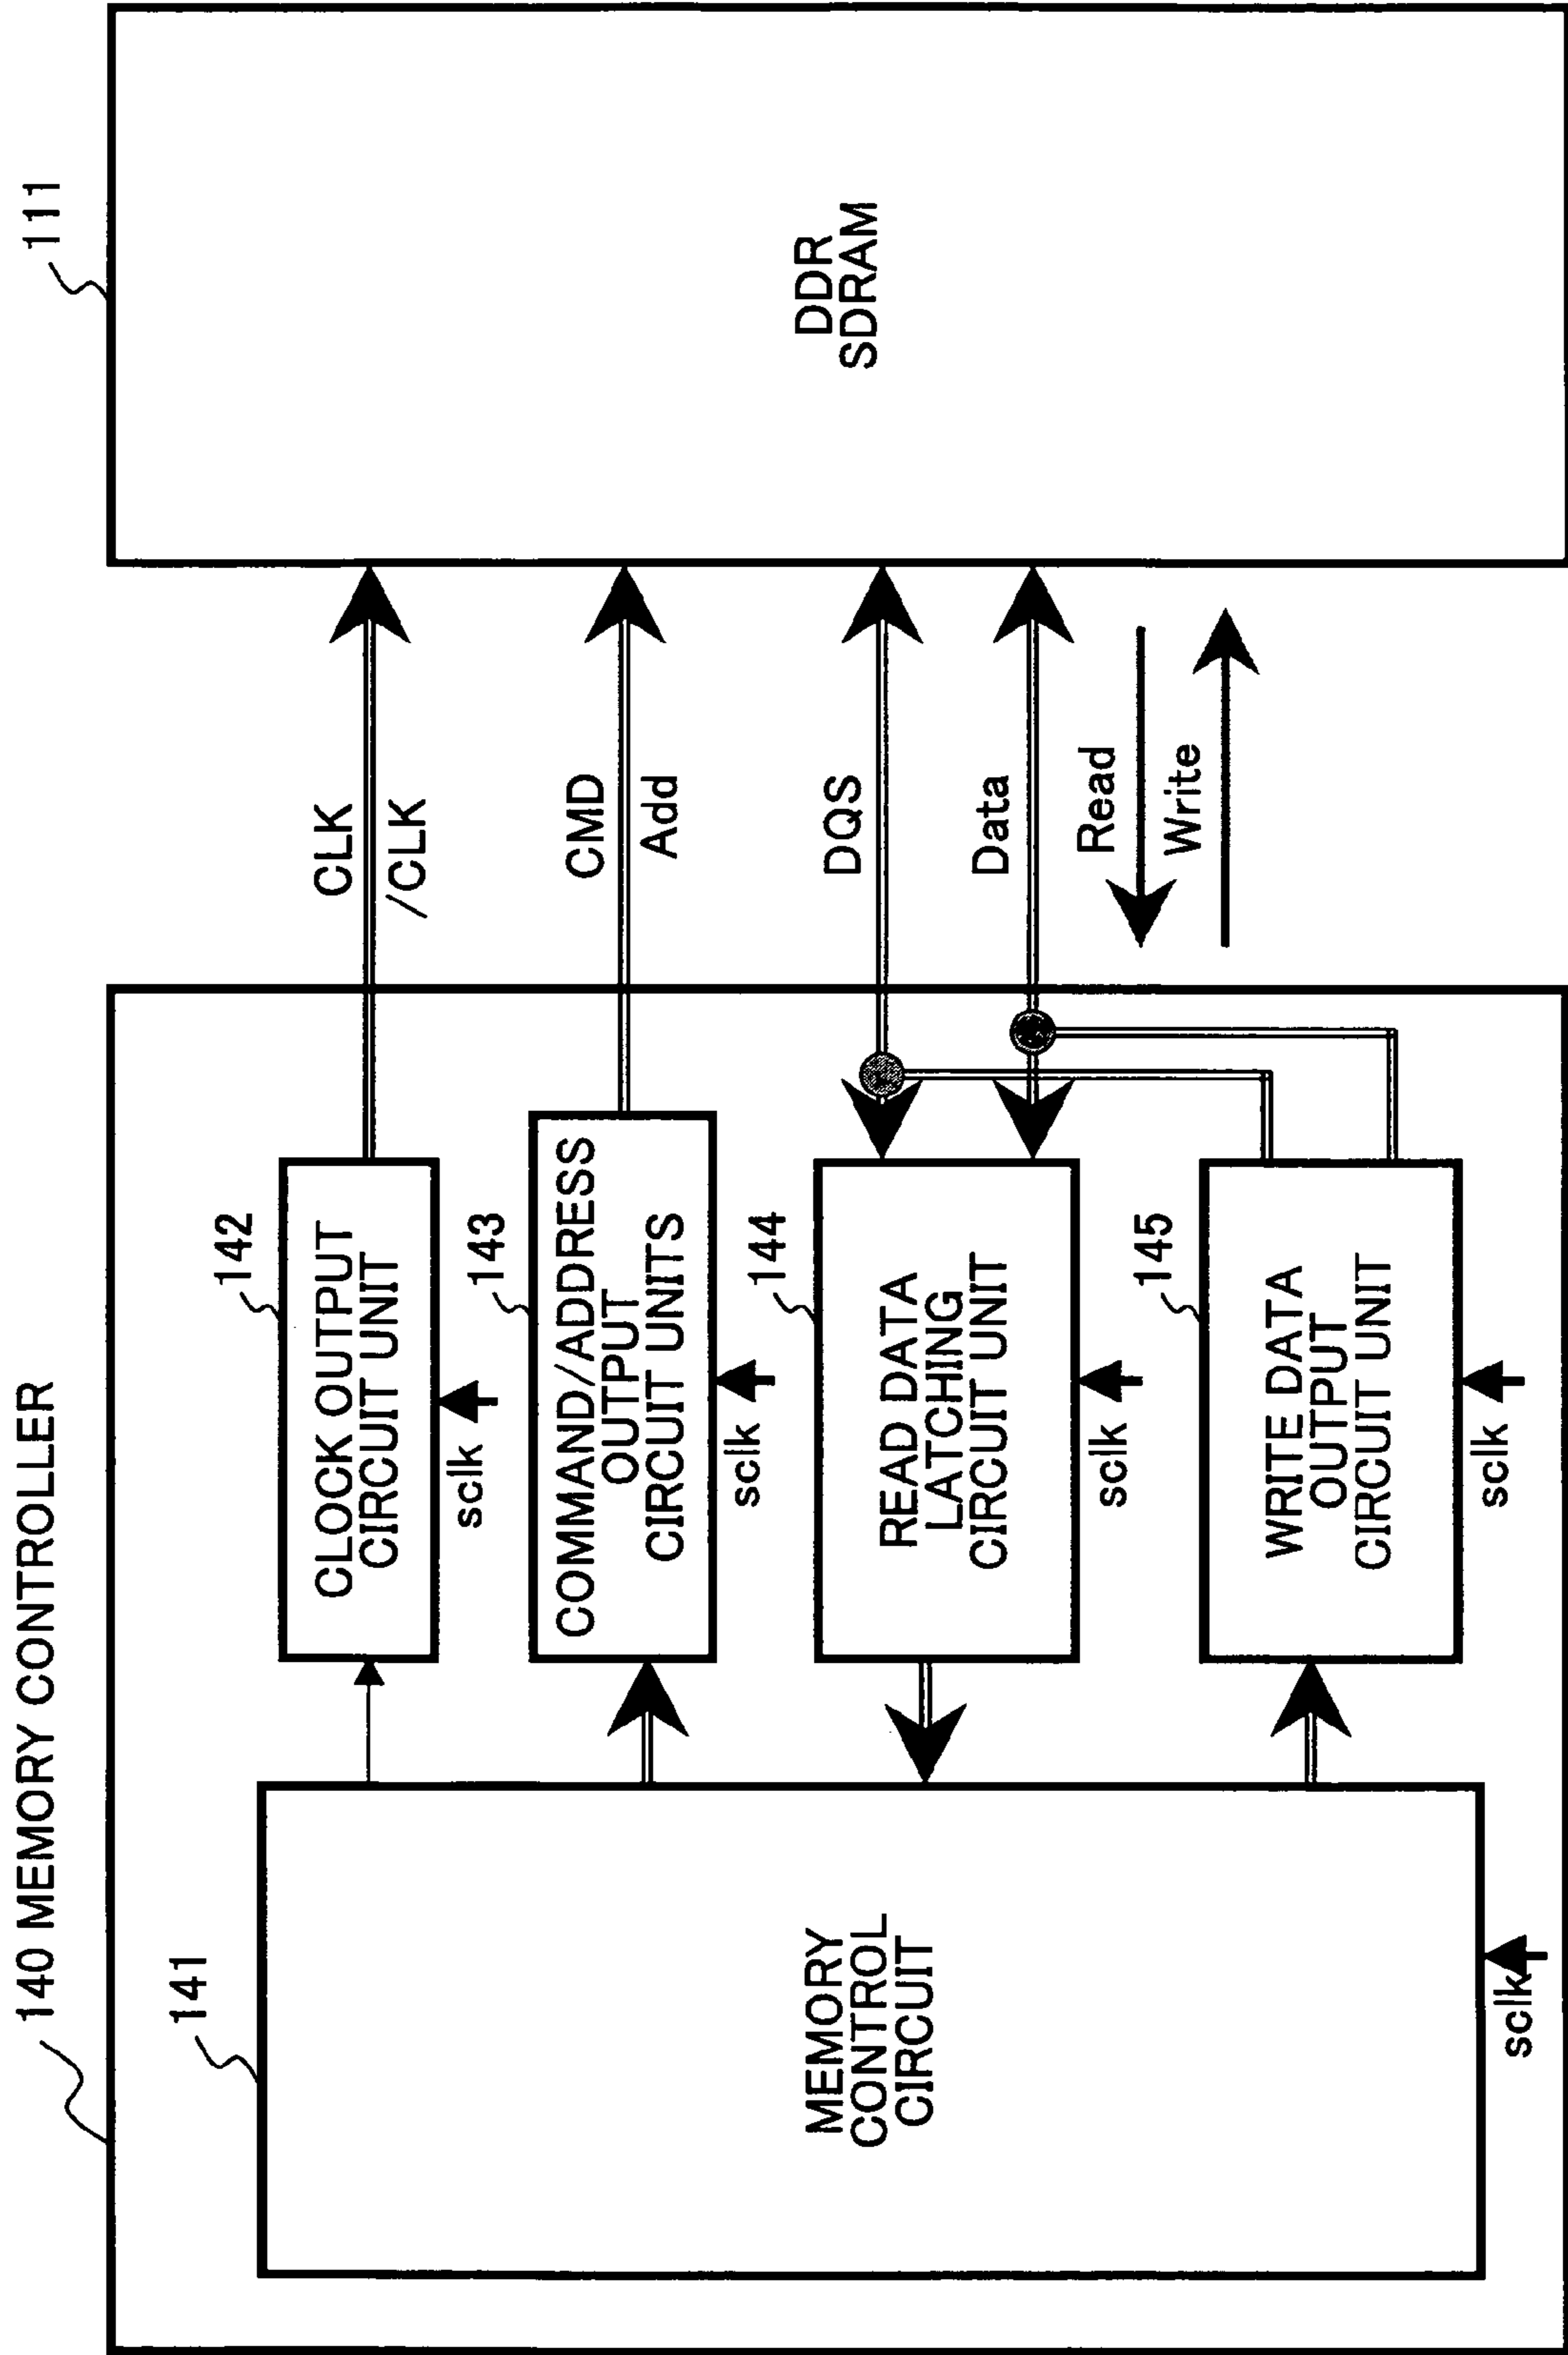 140 MEMORY CONTROLLER
141
MEMORY
CONTROL
CIRCUIT
sclk
142
CLOCK OUTPUT
CIRCUIT UNIT
sclk
143
COMMAND/ADDRESS
OUTPUT
CIRCUIT UNITS
sclk
144
READ DATA
LATCHING
CIRCUIT UNIT
sclk
145
WRITE DATA
OUTPUT
CIRCUIT UNIT
sclk
CLK
/CLK
CMD
Add
DQS
Data
Read
Write
111
DDR
SDRAM